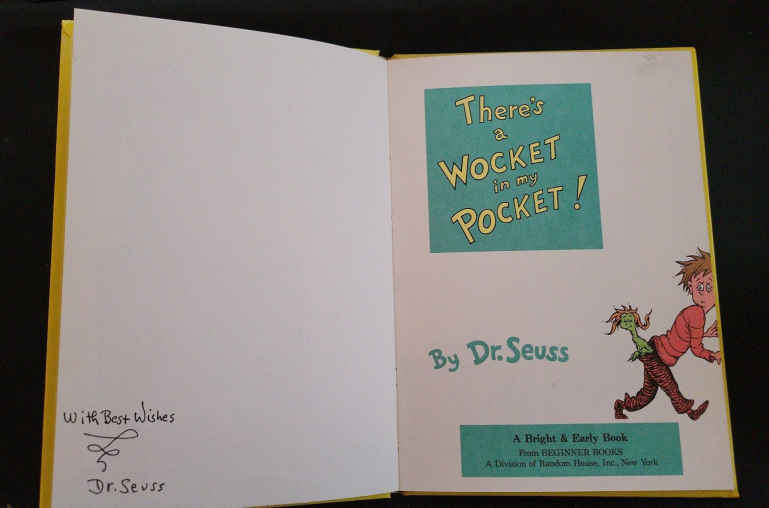 With Best Wishes
Dr. Seuss
There's
a
WOCKET
in my
POCKET!
By Dr. Seuss
A Bright & Early Book
From BEGINNER BOOKS
A Division of Random House, Inc., New York